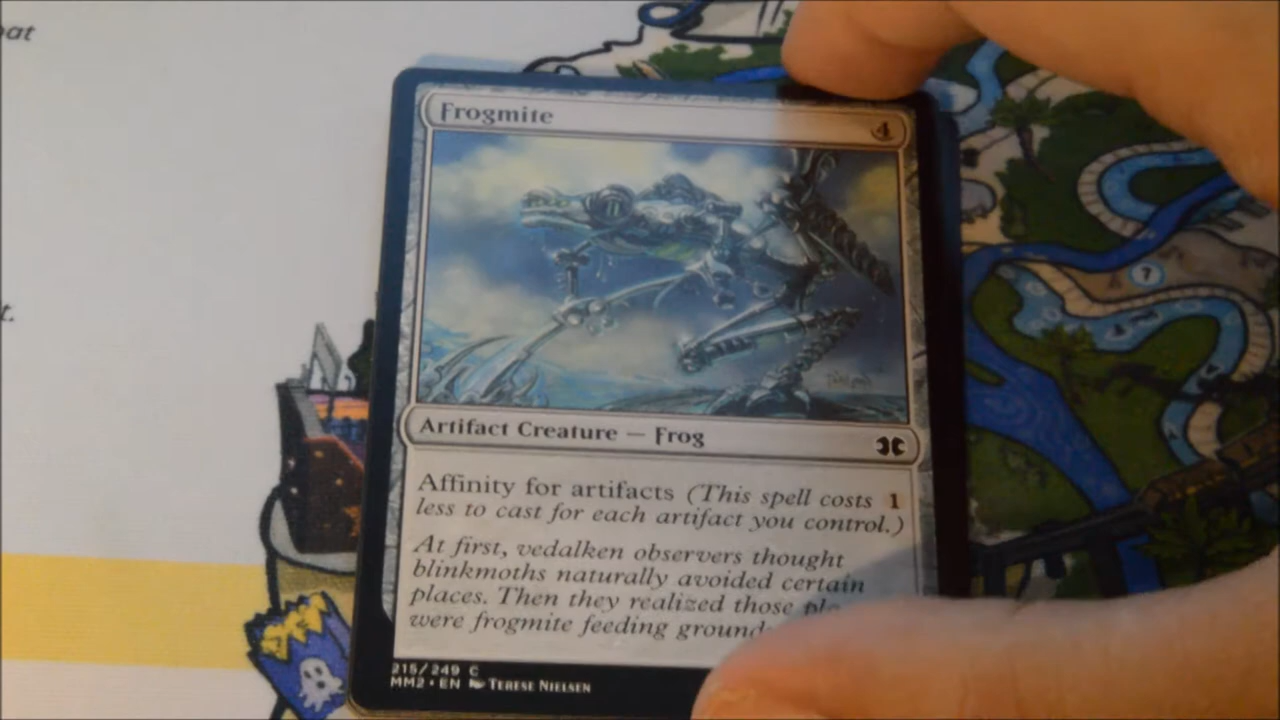 Frogmite
4
Artifact Creature — Frog
Affinity for artifacts (This spell costs 1
less to cast for each artifact you control.)
At first, vedalken observers thought
blinkmoths naturally avoided certain
places. Then they realized those
were frogmite feeding
215/249 C
MM2 • EN TERESE NIELSEN
7